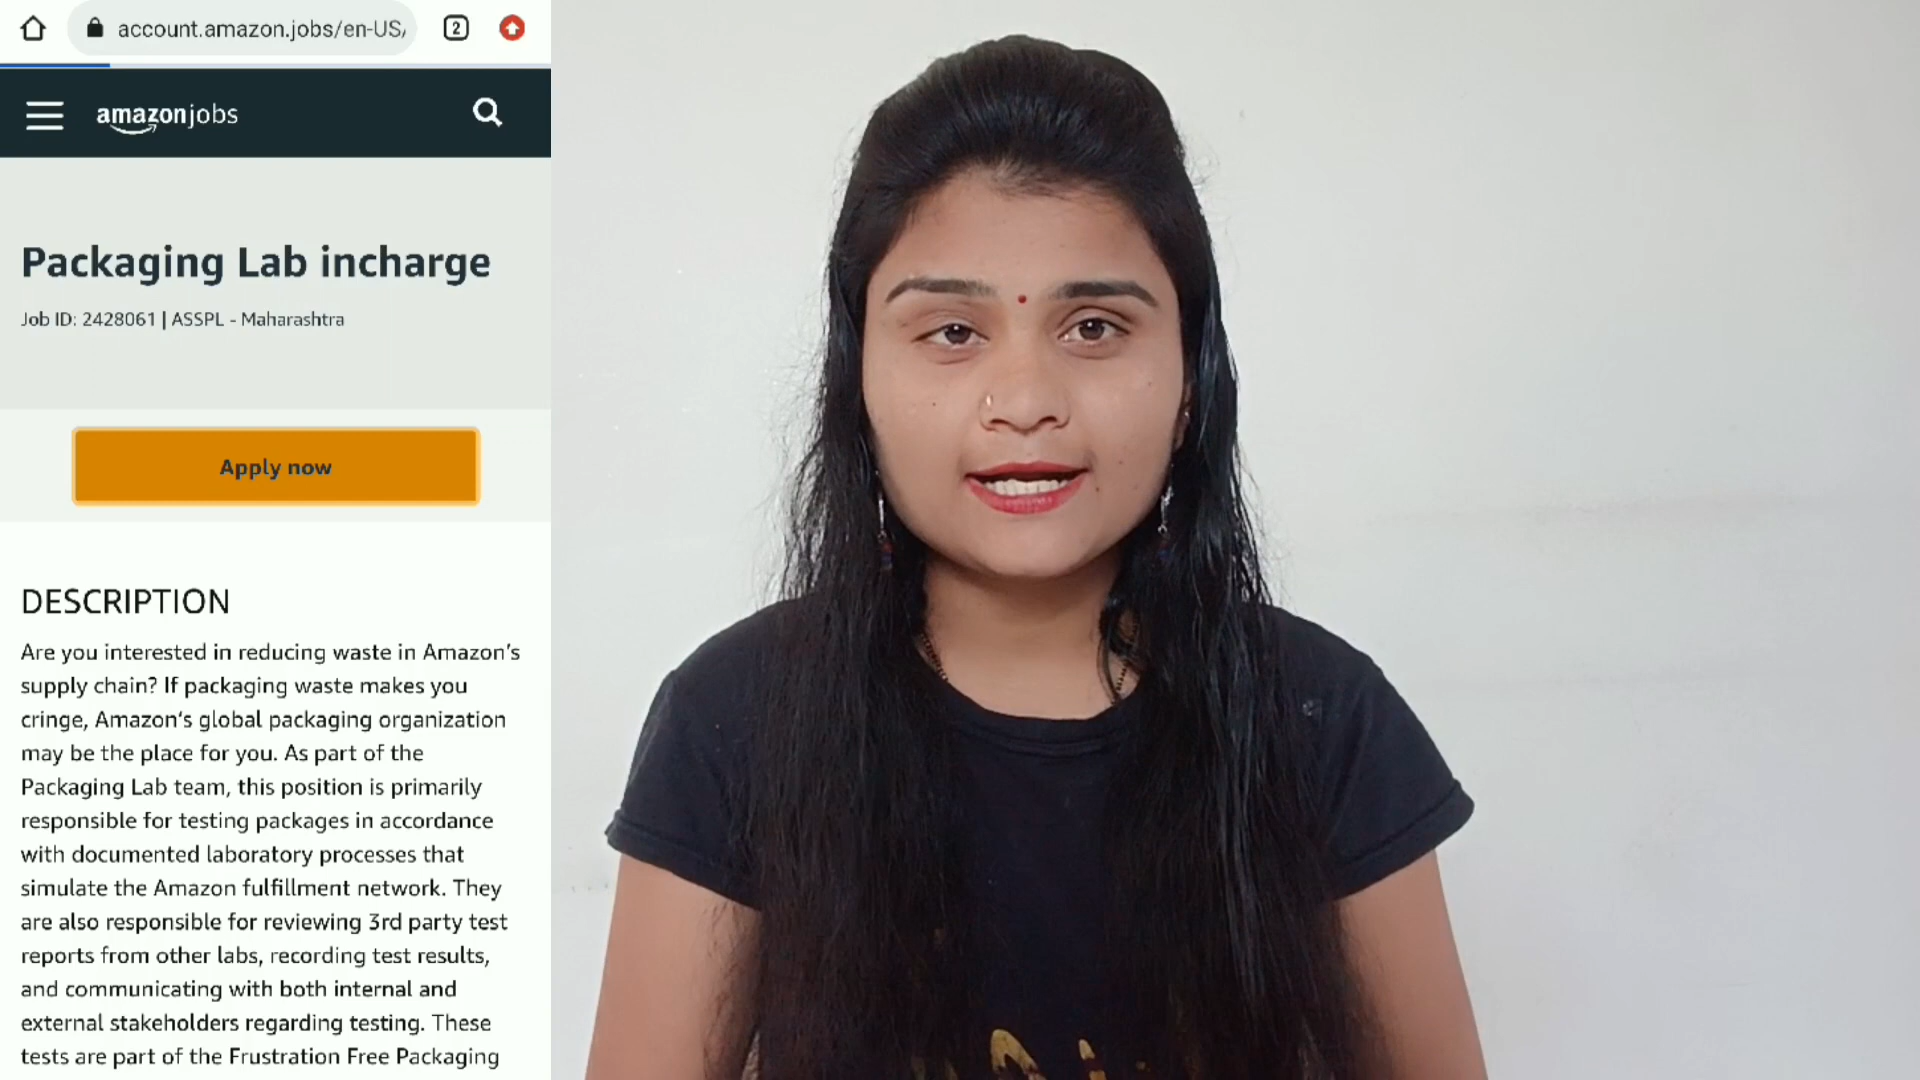 account.amazon.jobs/en-US/
2
amazonjobs
Packaging Lab incharge
Job ID: 2428061 | ASSPL - Maharashtra
Apply now
DESCRIPTION
Are you interested in reducing waste in Amazon's
supply chain? If packaging waste makes you
cringe, Amazon's global packaging organization
may be the place for you. As part of the
Packaging Lab team, this position is primarily
responsible for testing packages in accordance
with documented laboratory processes that
simulate the Amazon fulfillment network. They
are also responsible for reviewing 3rd party test
reports from other labs, recording test results,
and communicating with both internal and
external stakeholders regarding testing. These
tests are part of the Frustration Free Packaging